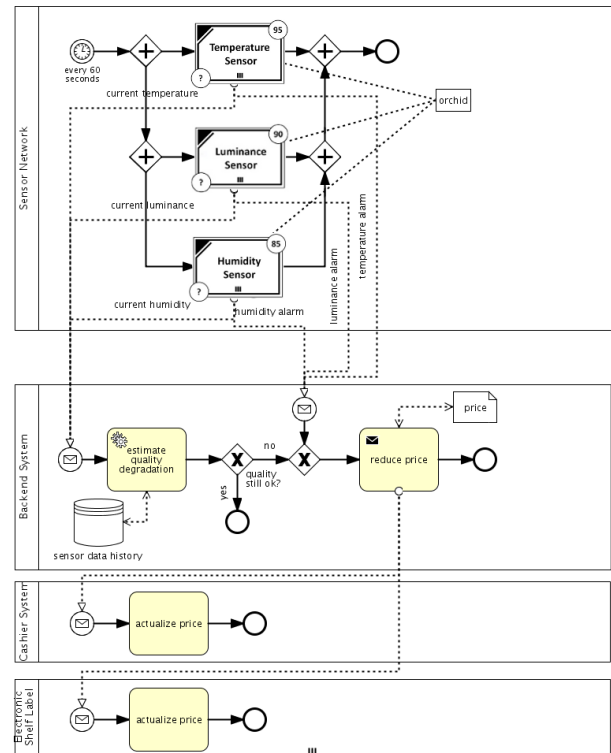 Sensor Network
every 60
seconds
Temperature
Sensor
95
?
orchid
current temperature
Luminance
Sensor
90
?
current luminance
Humidity
Sensor
85
?
current humidity
humidity alarm
luminance alarm
temperature alarm
Backend System
estimate
quality
degradation
no
quality
still ok?
yes
reduce price
price
sensor data history
Cashier System
actualize price
Electronic
Shelf Label
actualize price